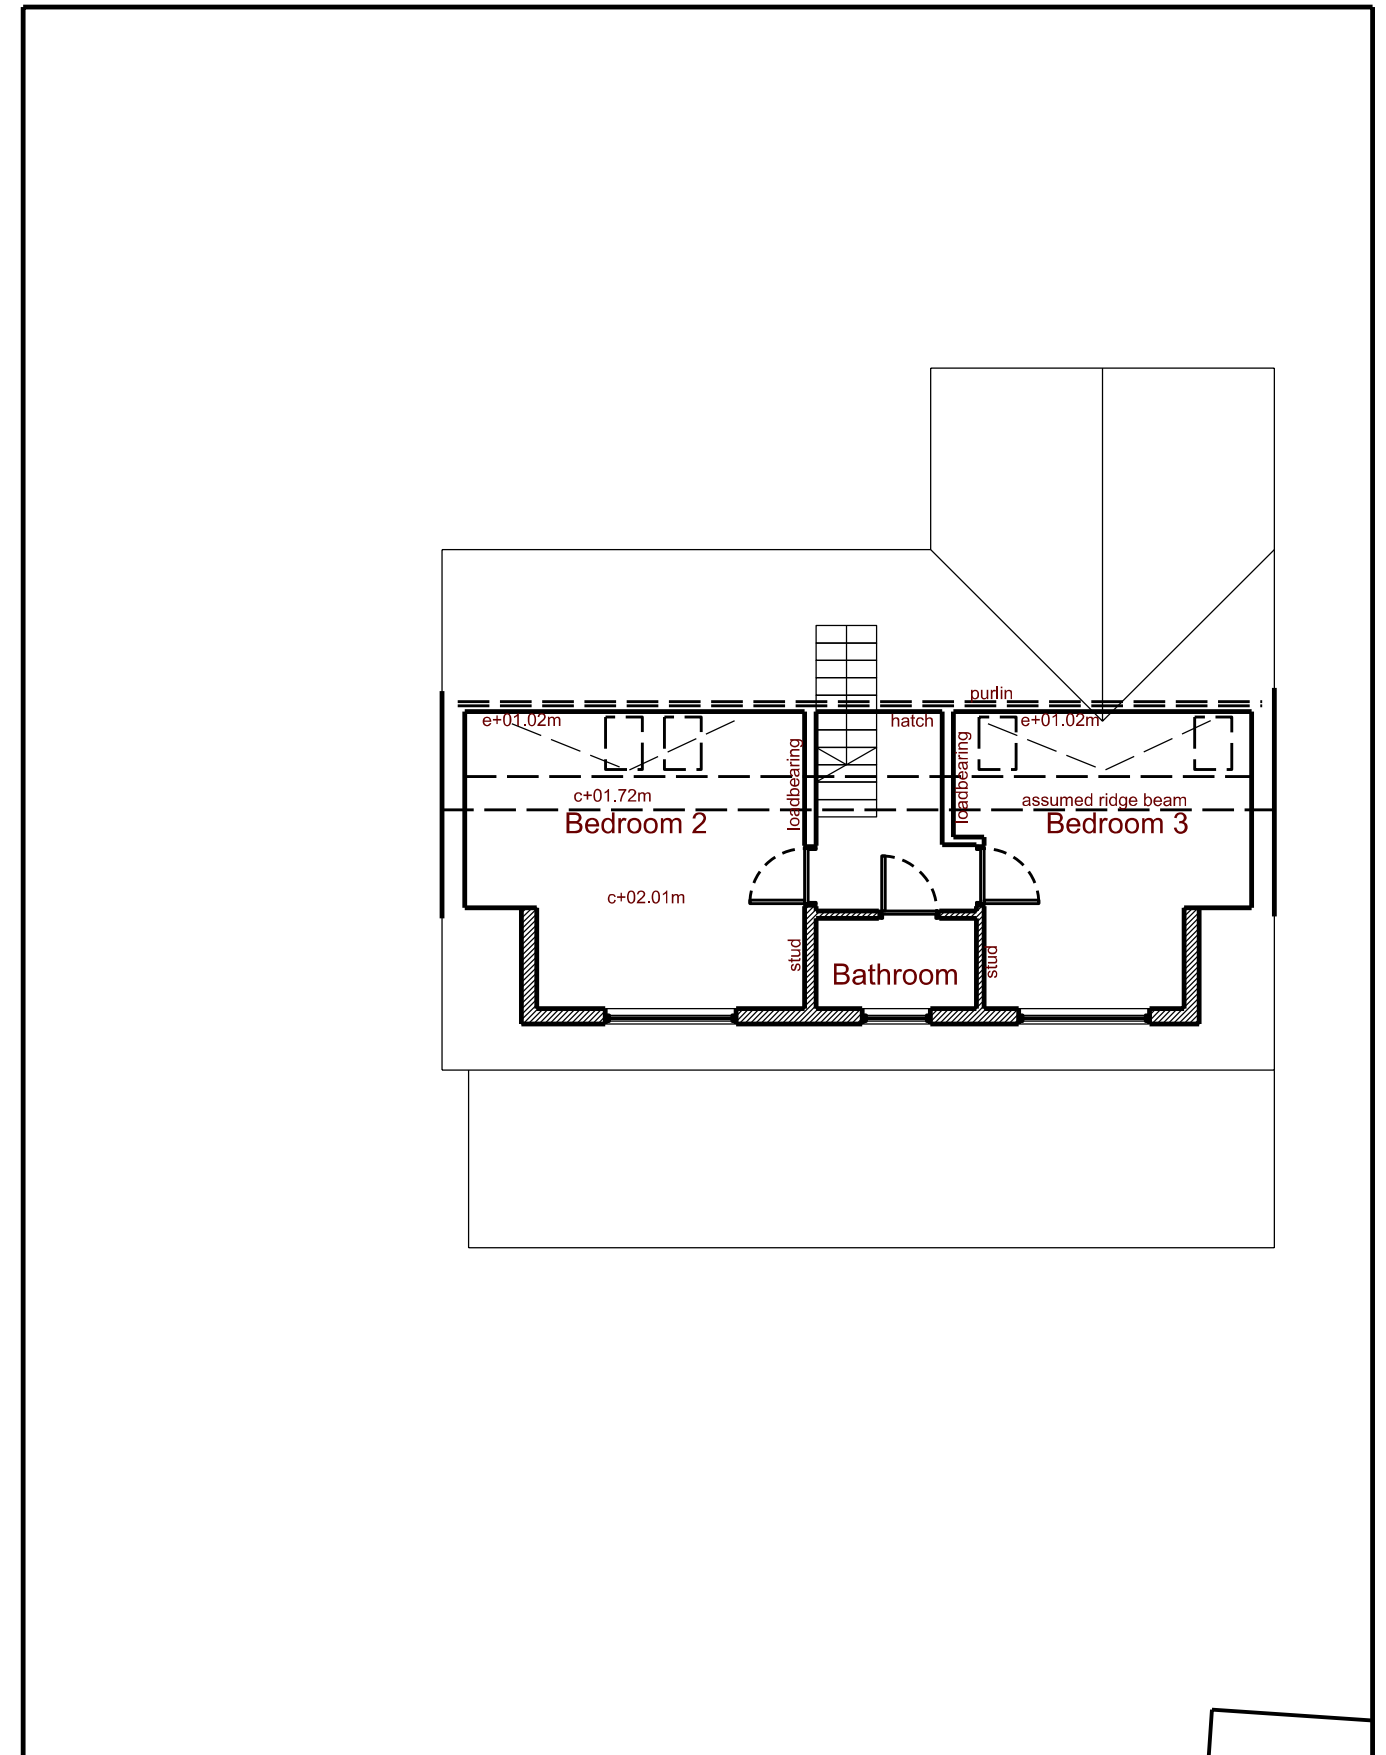 purlin
e+01.02m
hatch
e+01.02m
loadbearing
loadbearing
c+01.72m
assumed ridge beam
Bedroom 2
Bedroom 3
c+02.01m
stud
stud
Bathroom